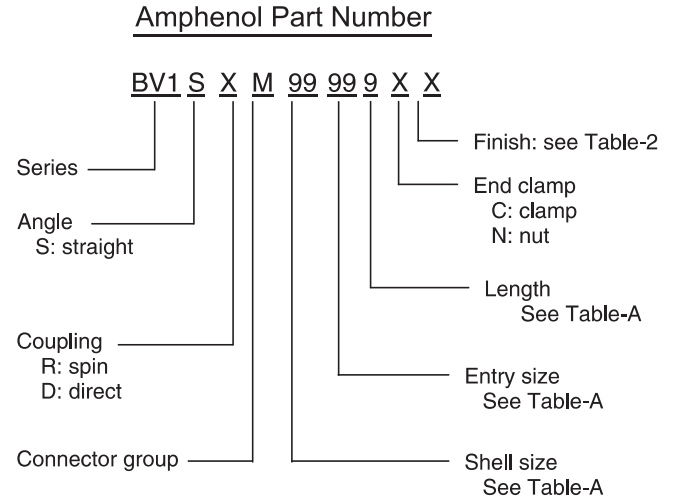 Amphenol Part Number
BV1 S X M 99 99 9 X X
Series
Angle
S: straight
Coupling
R: spin
D: direct
Connector group
Finish: see Table-2
End clamp
C: clamp
N: nut
Length
See Table-A
Entry size
See Table-A
Shell size
See Table-A